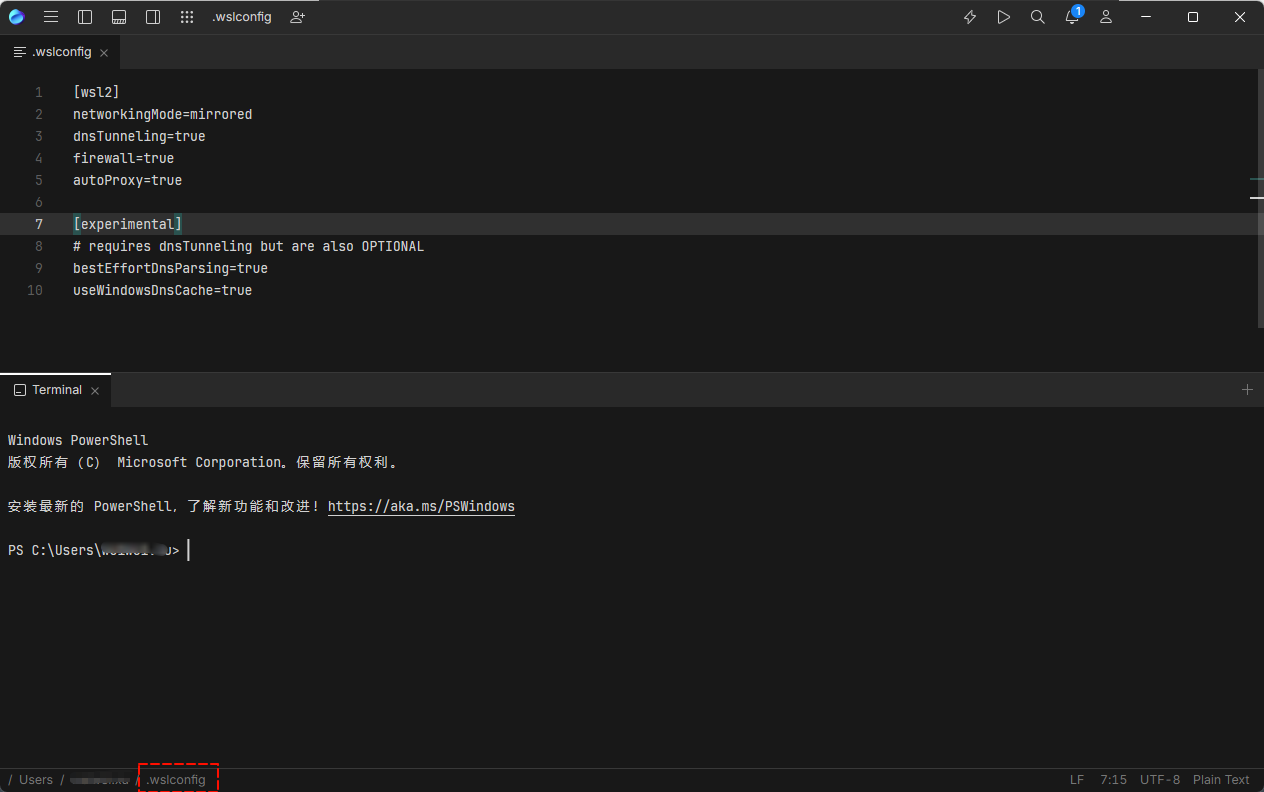 .wslconfig
1
.wslconfig
1 [wsl2]
2 networkingMode=mirrored
3 dnsTunneling=true
4 firewall=true
5 autoProxy=true
6
7 [experimental]
8 # requires dnsTunneling but are also OPTIONAL
9 bestEffortDnsParsing=true
10 useWindowsDnsCache=true
Terminal
Windows PowerShell
版权所有 (C)  Microsoft Corporation。保留所有权利。
安装最新的 PowerShell，了解新功能和改进！https://aka.ms/PSWindows
PS C:\Users\ >
/ Users / / .wslconfig
LF 7:15 UTF-8 Plain Text